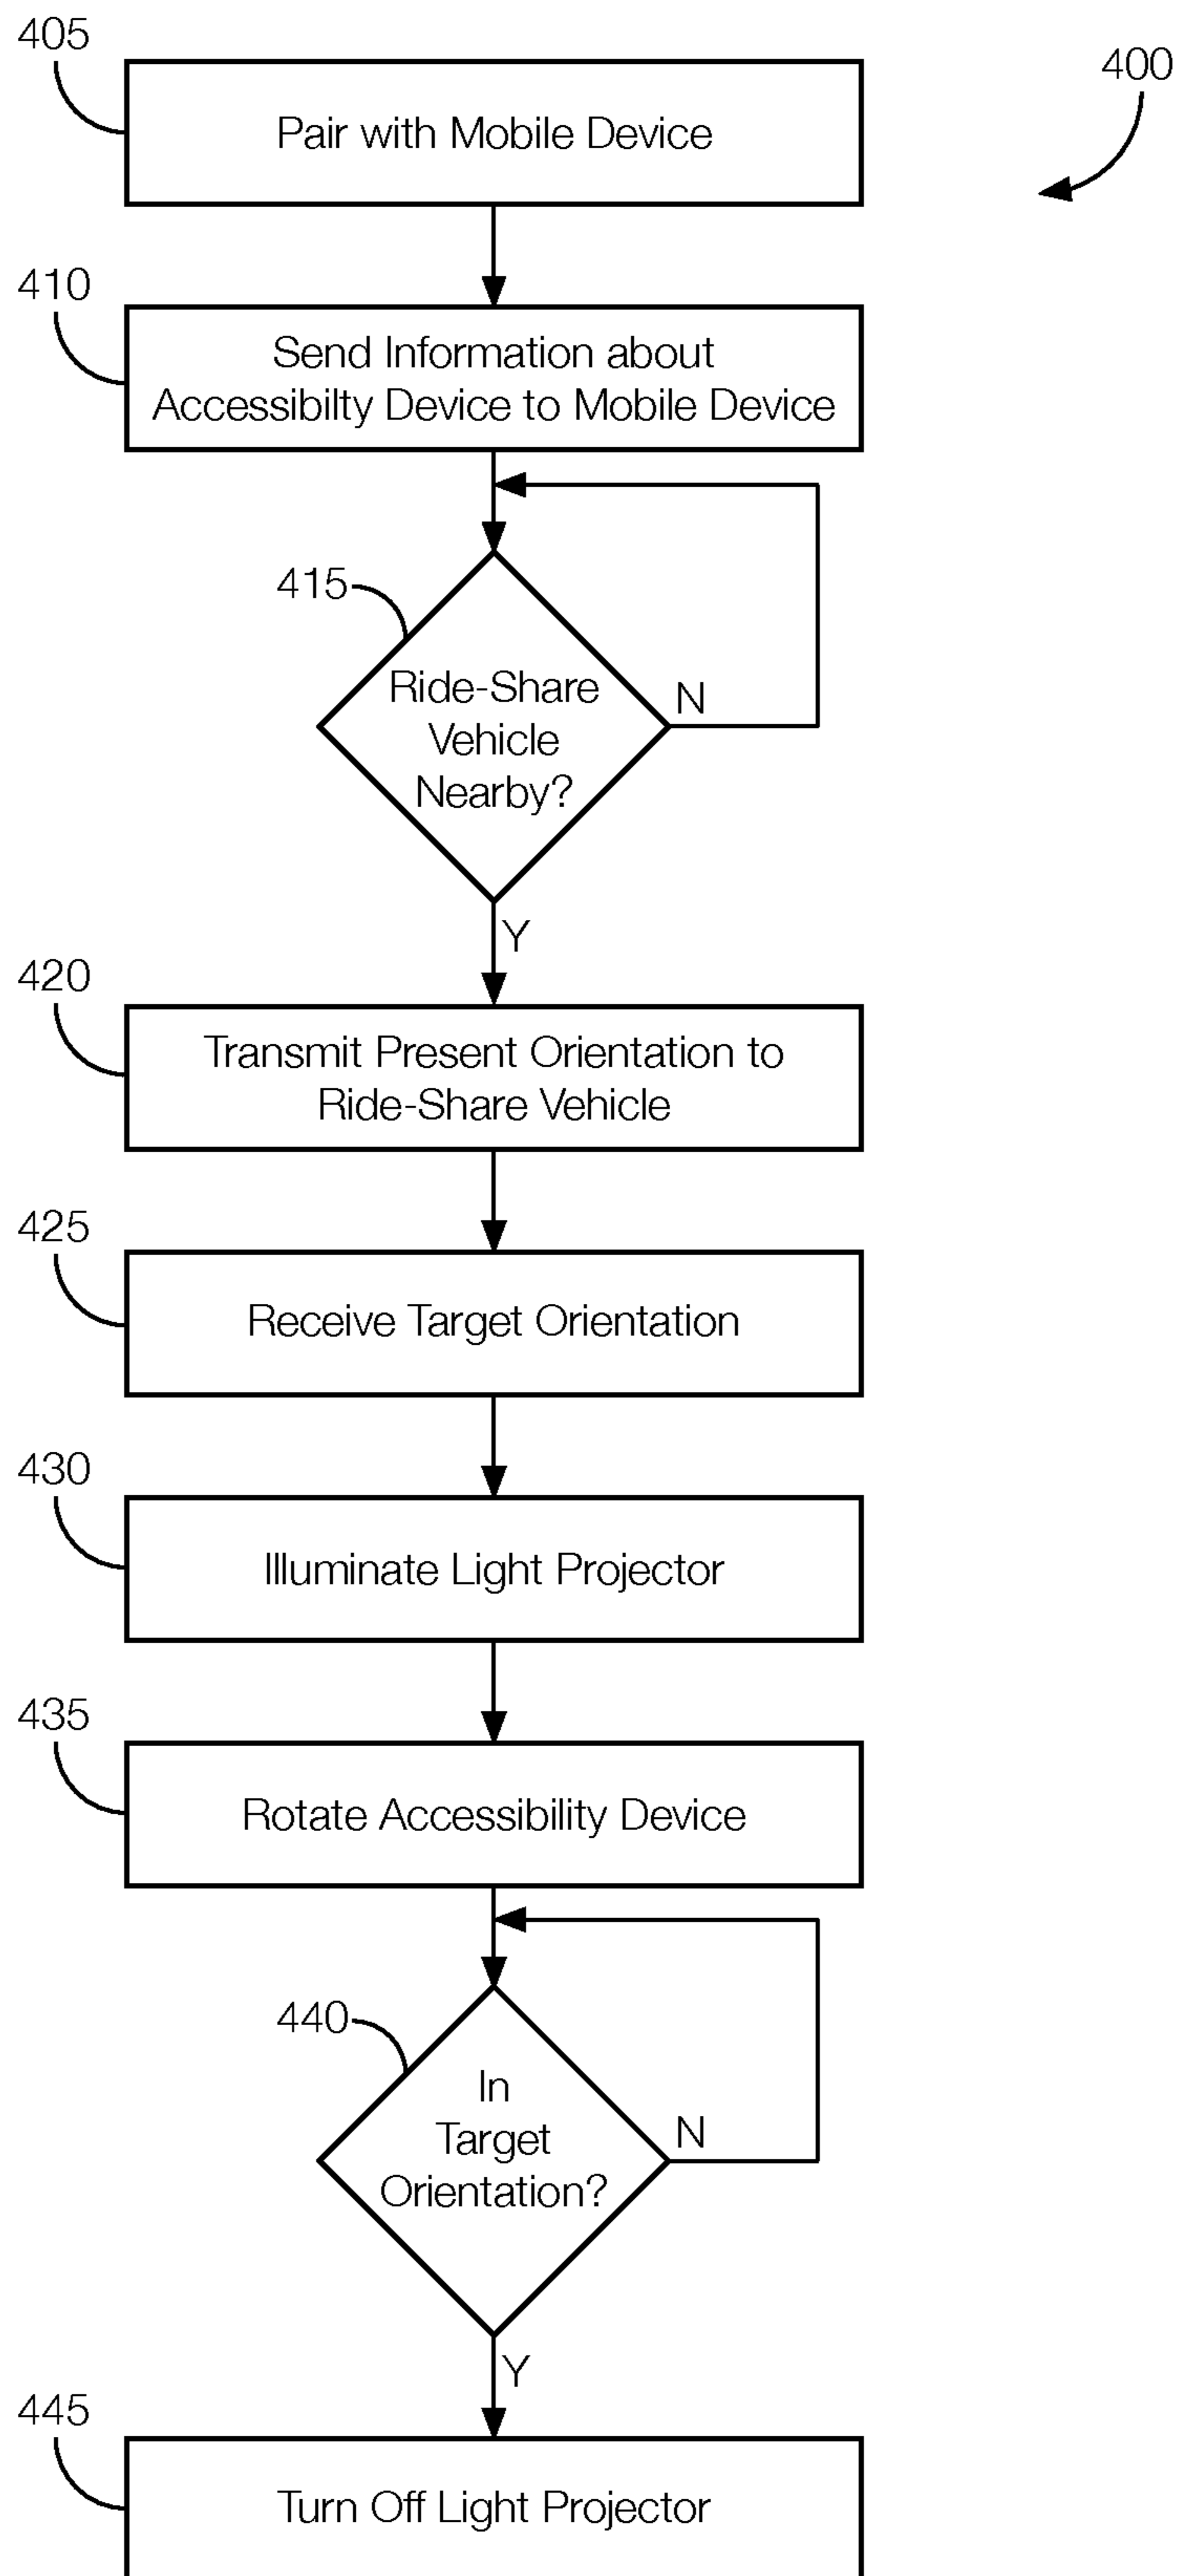 405
400
Pair with Mobile Device
410
Send Information about
Accessibilty Device to Mobile Device
415
Ride-Share
Vehicle
Nearby?
N
Y
420
Transmit Present Orientation to
Ride-Share Vehicle
425
Receive Target Orientation
430
Illuminate Light Projector
435
Rotate Accessibility Device
440
In
Target
Orientation?
N
Y
445
Turn Off Light Projector